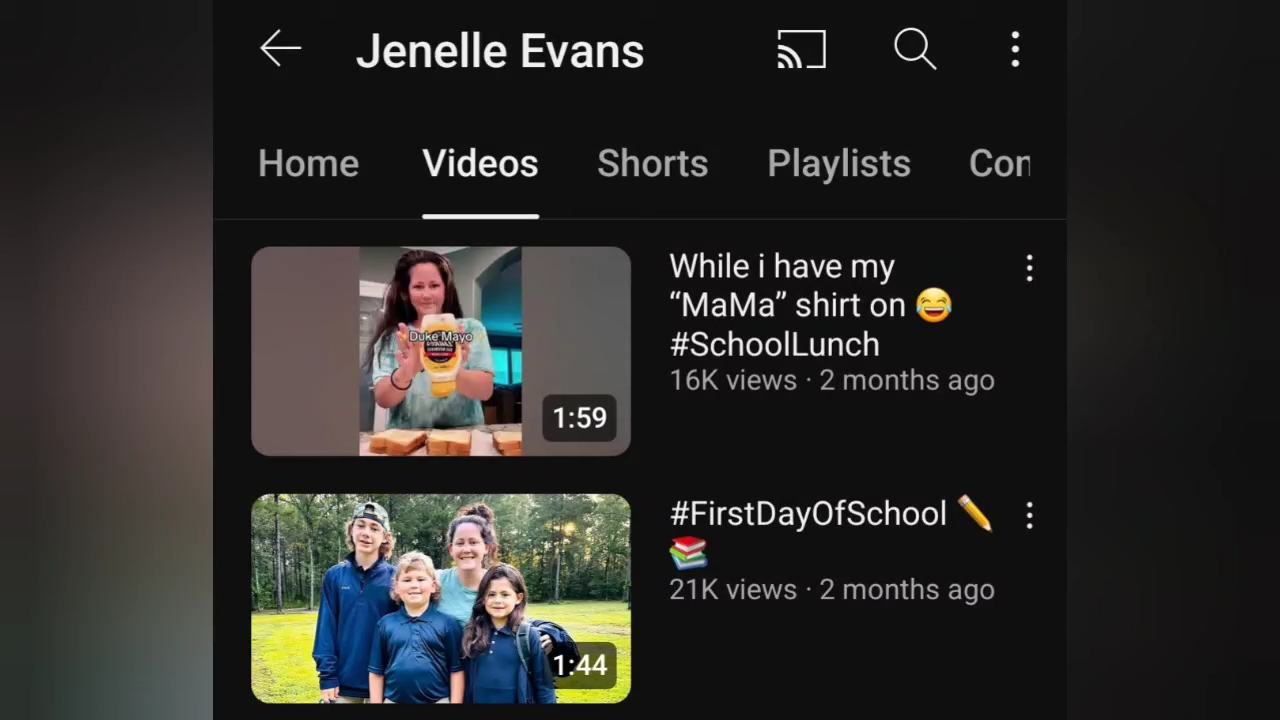 Jenelle Evans
Home Videos Shorts Playlists Con
Duke Mayo
1:59
While i have my
“MaMa” shirt on 😂
#SchoolLunch
16K views · 2 months ago
1:44
#FirstDayOfSchool ✏️
📚
21K views · 2 months ago